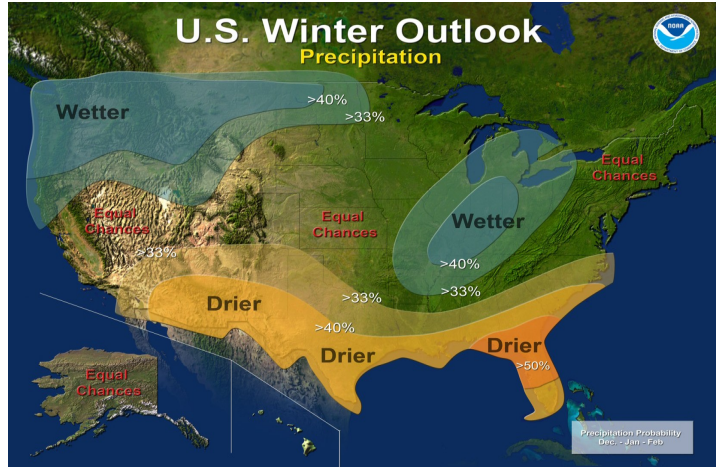 U.S. Winter Outlook
Precipitation
NOAA
Wetter
>40%
>33%
Equal
Chances
Equal
Chances
>33%
Equal
Chances
Wetter
>40%
>33%
Drier
>33%
>40%
Drier
Drier
>50%
Equal
Chances
Precipitation Probability
Dec. - Jan - Feb